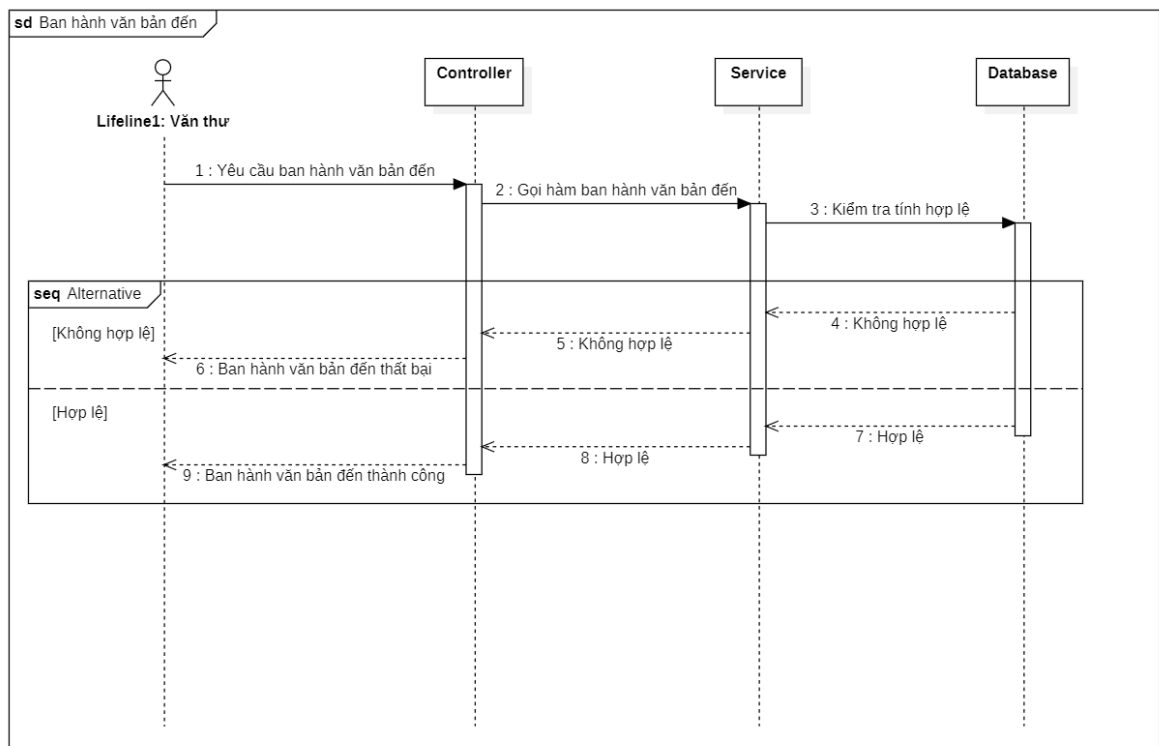 sd Ban hành văn bản đến
Controller
Service
Database
Lifeline1: Văn thư
1 : Yêu cầu ban hành văn bản đến
2 : Gọi hàm ban hành văn bản đến
3 : Kiểm tra tính hợp lệ
seq Alternative
[Không hợp lệ]
4 : Không hợp lệ
5 : Không hợp lệ
6 : Ban hành văn bản đến thất bại
[Hợp lệ]
7 : Hợp lệ
8 : Hợp lệ
9 : Ban hành văn bản đến thành công